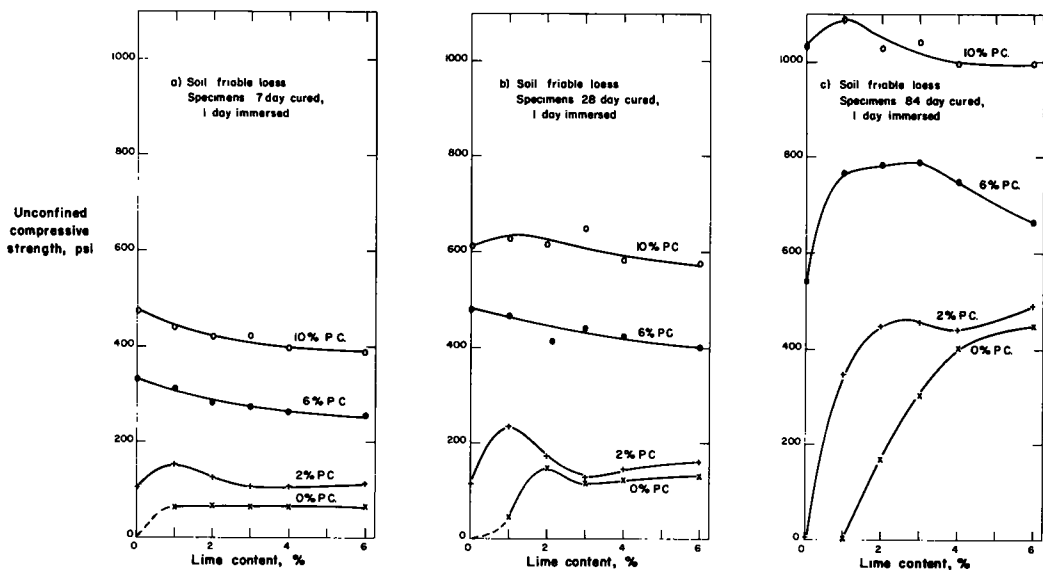 Unconfined
compressive
strength, psi
1000
800
600
400
200
0
a) Soil friable loess
Specimens 7 day cured,
1 day immersed
10% P.C.
6% P.C.
2% P.C
0% P.C.
0
2
4
6
Lime content, %
1000
800
600
400
200
0
b) Soil friable loess
Specimens 28 day cured,
1 day immersed
10% P.C
6% P.C
2% P.C
0% P.C.
0
2
4
6
Lime content, %
1000
800
600
400
200
0
10% P.C.
c) Soil friable loess
Specimens 84 day cured,
1 day immersed
6% P.C.
2% P.C.
0% P.C.
0
2
4
6
Lime content, %